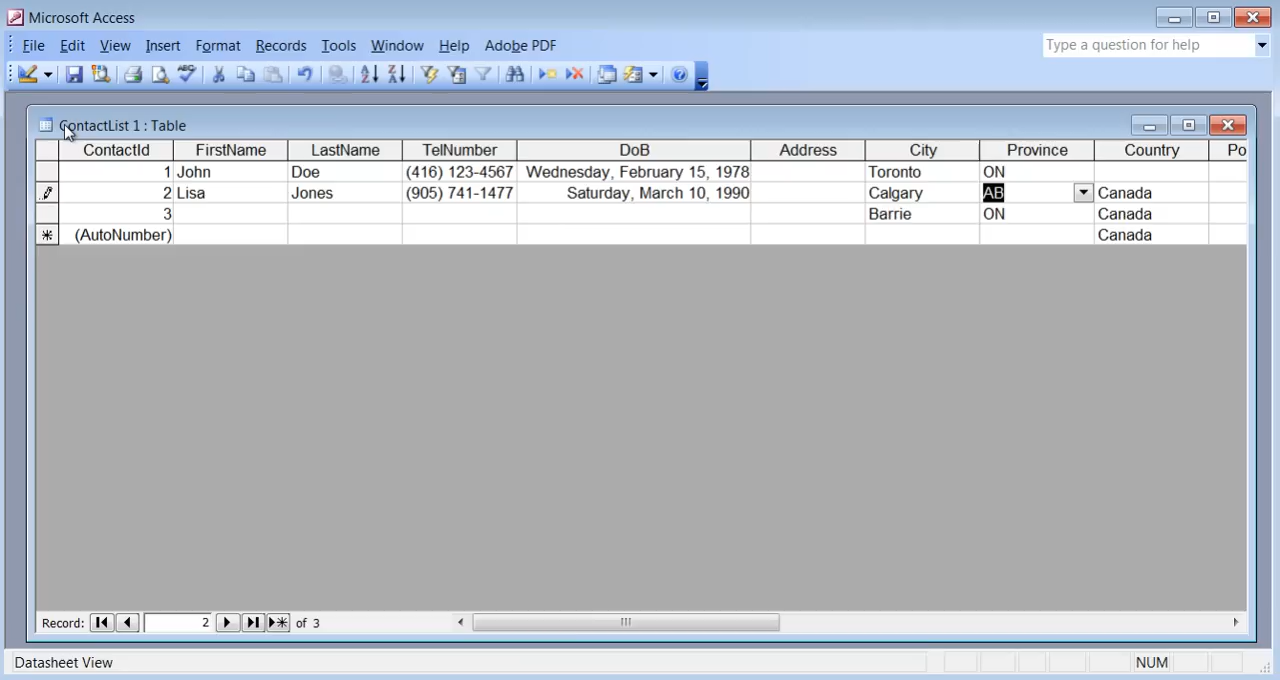 Microsoft Access
File Edit View Insert Format Records Tools Window Help Adobe PDF Type a question for help
ContactList 1 : Table
ContactId FirstName LastName TelNumber DoB Address City Province Country Po
1 John Doe (416) 123-4567 Wednesday, February 15, 1978 Toronto ON
2 Lisa Jones (905) 741-1477 Saturday, March 10, 1990 Calgary AB Canada
3 Barrie ON Canada
(AutoNumber) Canada
Record: 2 of 3
Datasheet View NUM